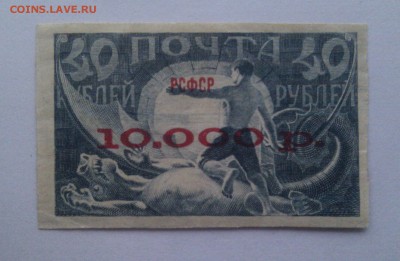 COINS.LAVE.RU
40 ПОЧТА 40
РУБЛЕЙ РСФСР РУБЛЕЙ
10.000 р.